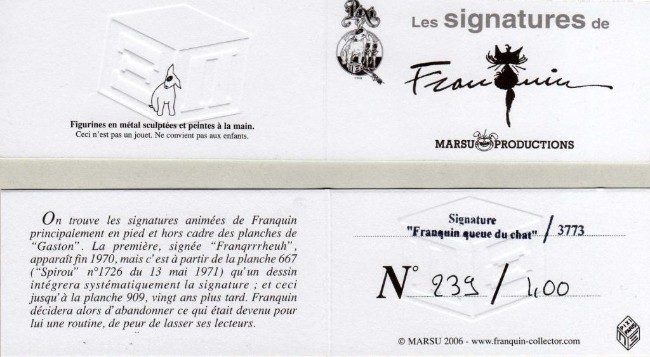 Pixi
Les signatures de
Franquin
Figurines en métal sculptées et peintes à la main.
Ceci n'est pas un jouet. Ne convient pas aux enfants.
MARSU PRODUCTIONS
On trouve les signatures animées de Franquin
principalement en pied et hors cadre des planches de
"Gaston". La première, signée "Franqrrrheuh",
apparaît fin 1970, mais c'est à partir de la planche 667
("Spirou" n°1726 du 13 mai 1971) qu'un dessin
intégrera systématiquement la signature ; et ceci
jusqu'à la planche 909, vingt ans plus tard. Franquin
décidera alors d'abandonner ce qui était devenu pour
lui une routine, de peur de lasser ses lecteurs.
Signature
"Franquin queue du chat" / 3773
N° 239 / 400
© MARSU 2006 - www.franquin-collector.com